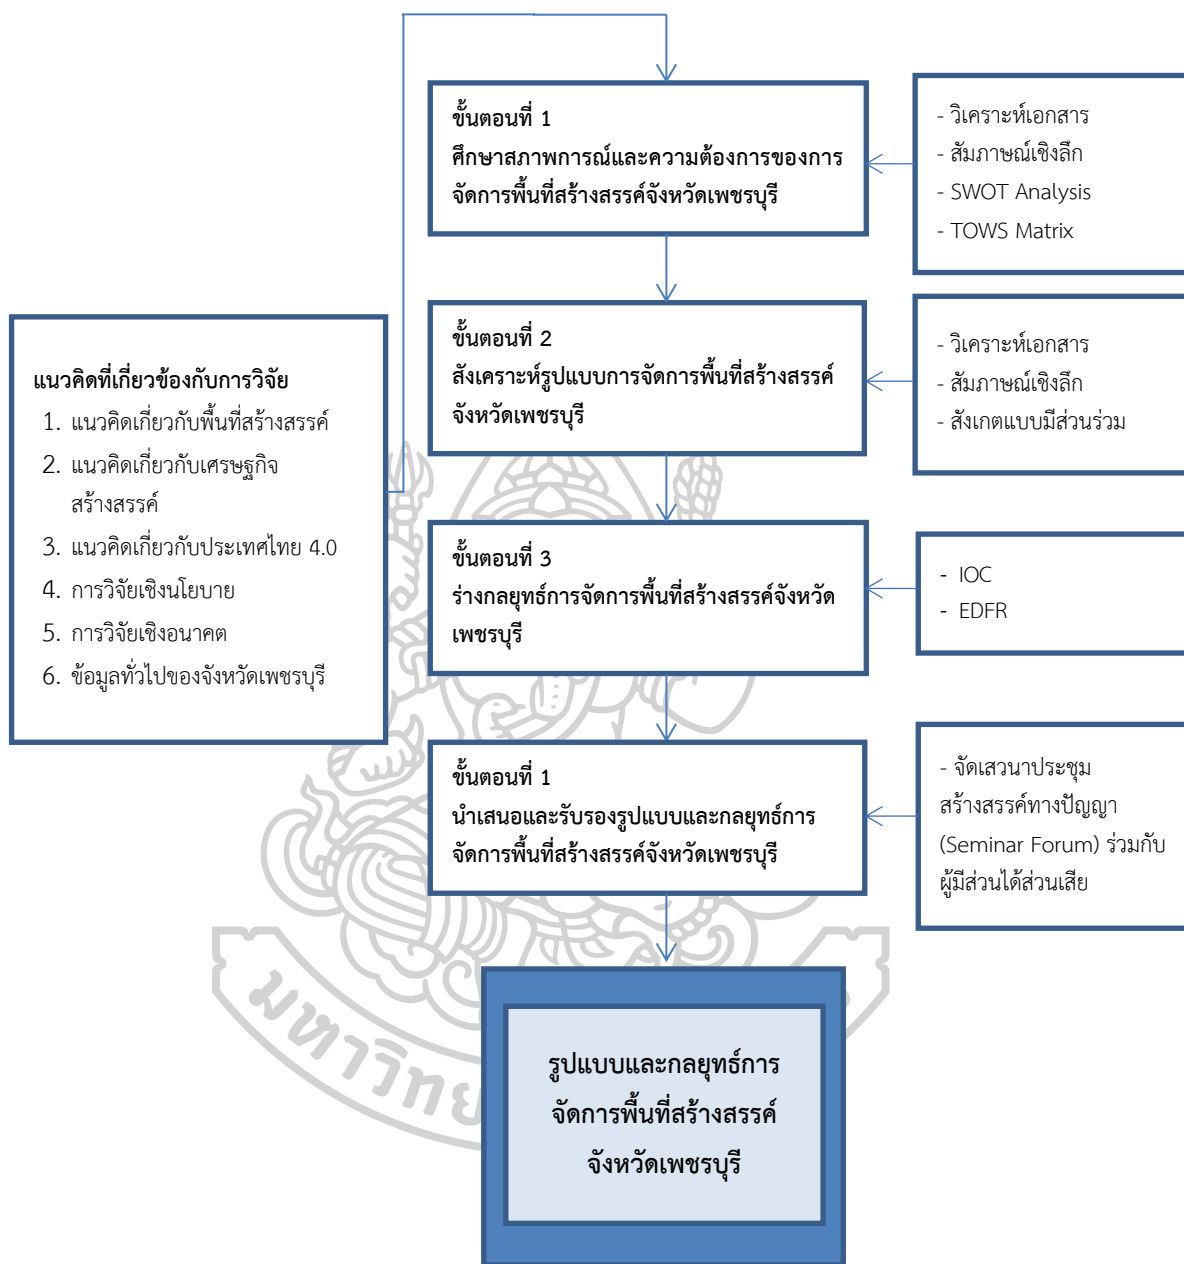 ขั้นตอนที่ 1
ศึกษาสภาพการณ์และความต้องการของการ
จัดการพื้นที่สร้างสรรค์จังหวัดเพชรบุรี
- วิเคราะห์เอกสาร
- สัมภาษณ์เชิงลึก
- SWOT Analysis
- TOWS Matrix
แนวคิดที่เกี่ยวข้องกับการวิจัย
1. แนวคิดเกี่ยวกับพื้นที่สร้างสรรค์
2. แนวคิดเกี่ยวกับเศรษฐกิจ
สร้างสรรค์
3. แนวคิดเกี่ยวกับประเทศไทย 4.0
4. การวิจัยเชิงนโยบาย
5. การวิจัยเชิงอนาคต
6. ข้อมูลทั่วไปของจังหวัดเพชรบุรี
ขั้นตอนที่ 2
สังเคราะห์รูปแบบการจัดการพื้นที่สร้างสรรค์
จังหวัดเพชรบุรี
- วิเคราะห์เอกสาร
- สัมภาษณ์เชิงลึก
- สังเกตแบบมีส่วนร่วม
ขั้นตอนที่ 3
ร่างกลยุทธ์การจัดการพื้นที่สร้างสรรค์จังหวัด
เพชรบุรี
- IOC
- EDFR
ขั้นตอนที่ 1
นำเสนอและรับรองรูปแบบและกลยุทธ์การ
จัดการพื้นที่สร้างสรรค์จังหวัดเพชรบุรี
- จัดเสวนาประชุม
สร้างสรรค์ทางปัญญา
(Seminar Forum) ร่วมกับ
ผู้มีส่วนได้ส่วนเสีย
รูปแบบและกลยุทธ์การ
จัดการพื้นที่สร้างสรรค์
จังหวัดเพชรบุรี